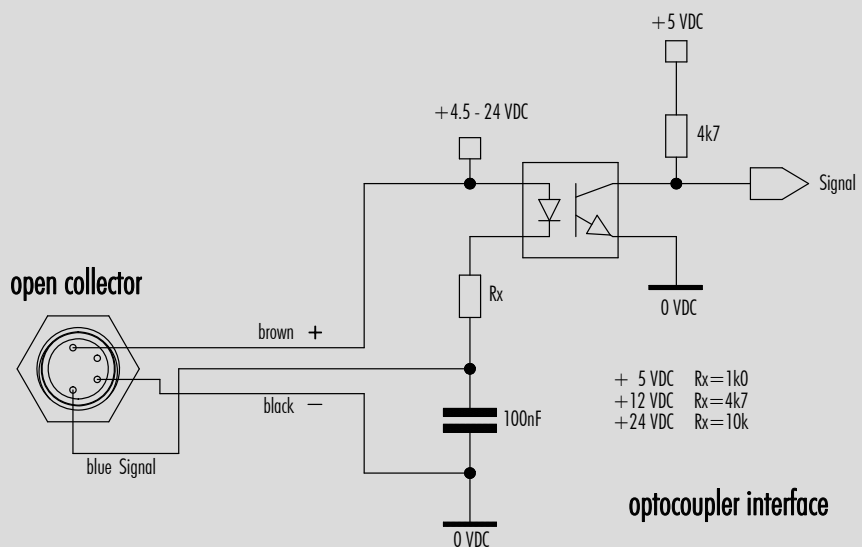 +5 VDC
+4.5 - 24 VDC
4k7
Signal
open collector
Rx
0 VDC
brown +
+ 5 VDC Rx=1k0
+12 VDC Rx=4k7
+24 VDC Rx=10k
black —
100nF
blue Signal
optocoupler interface
0 VDC